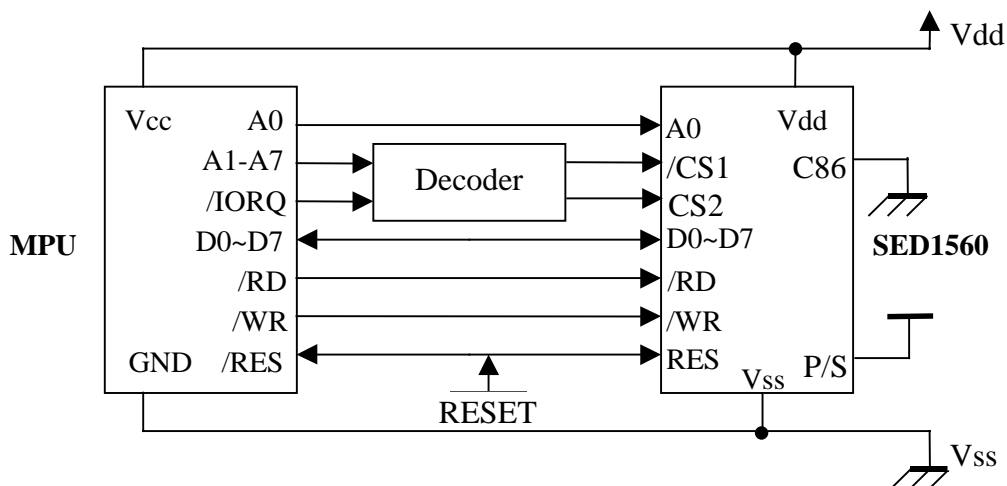 Vdd
Vcc
A0
A0
Vdd
A1-A7
Decoder
/CS1
C86
/IORQ
CS2
MPU
D0~D7
D0~D7
SED1560
/RD
/RD
/WR
/WR
GND
/RES
RES
P/S
Vss
RESET
Vss